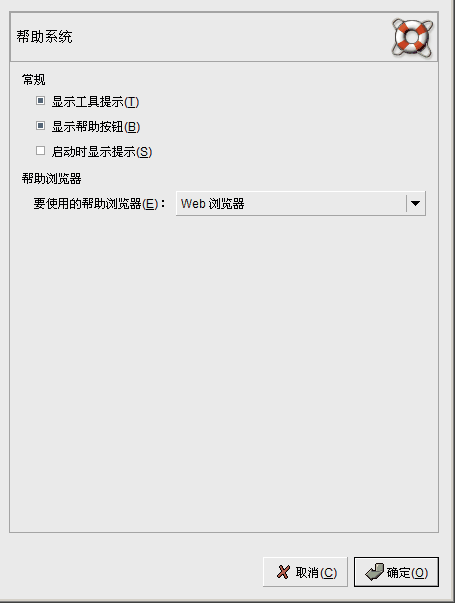 帮助系统
常规
显示工具提示(T)
显示帮助按钮(B)
启动时显示提示(S)
帮助浏览器
要使用的帮助浏览器(E)： Web 浏览器
取消(C) 确定(O)